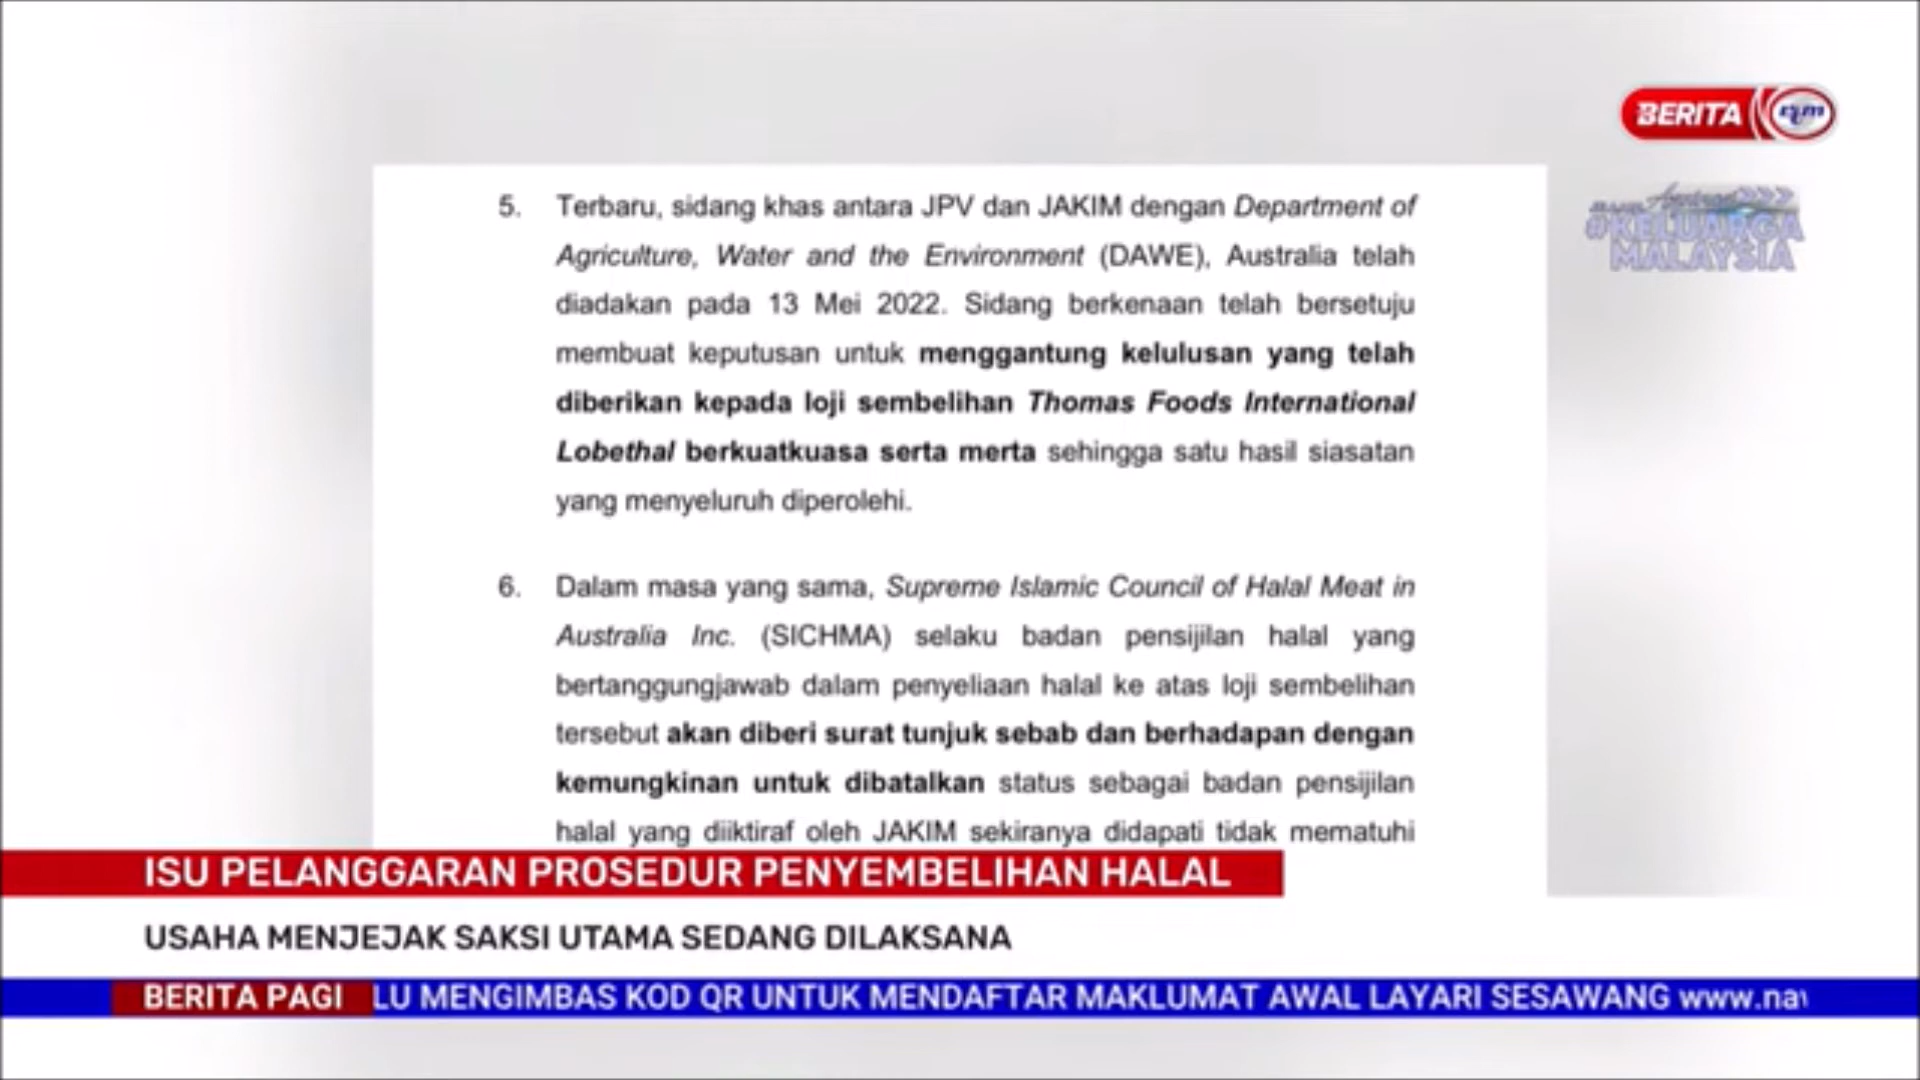 BERITA rtm
#KELUARGA
MALAYSIA
5. Terbaru, sidang khas antara JPV dan JAKIM dengan Department of
Agriculture, Water and the Environment (DAWE), Australia telah
diadakan pada 13 Mei 2022. Sidang berkenaan telah bersetuju
membuat keputusan untuk menggantung kelulusan yang telah
diberikan kepada loji sembelihan Thomas Foods International
Lobethal berkuatkuasa serta merta sehingga satu hasil siasatan
yang menyeluruh diperolehi.
6. Dalam masa yang sama, Supreme Islamic Council of Halal Meat in
Australia Inc. (SICHMA) selaku badan pensijilan halal yang
bertanggungjawab dalam penyeliaan halal ke atas loji sembelihan
tersebut akan diberi surat tunjuk sebab dan berhadapan dengan
kemungkinan untuk dibatalkan status sebagai badan pensijilan
halal yang diiktiraf oleh JAKIM sekiranya didapati tidak mematuhi
ISU PELANGGARAN PROSEDUR PENYEMBELIHAN HALAL
USAHA MENJEJAK SAKSI UTAMA SEDANG DILAKSANA
BERITA PAGI LU MENGIMBAS KOD QR UNTUK MENDAFTAR MAKLUMAT AWAL LAYARI SESAWANG www.na